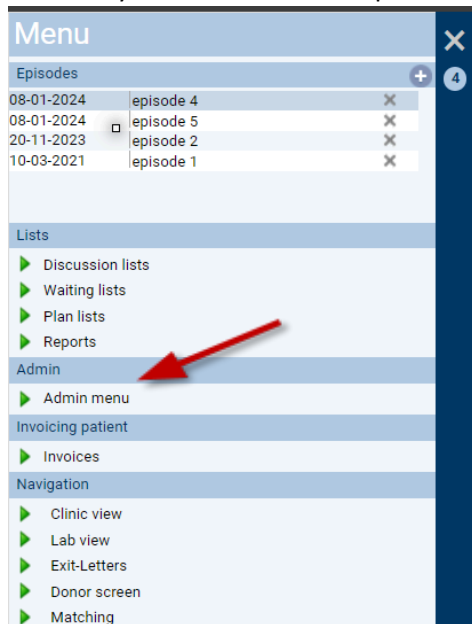 Menu
Episodes
4
08-01-2024 episode 4
08-01-2024 episode 5
20-11-2023 episode 2
10-03-2021 episode 1
Lists
Discussion lists
Waiting lists
Plan lists
Reports
Admin
Admin menu
Invoicing patient
Invoices
Navigation
Clinic view
Lab view
Exit-Letters
Donor screen
Matching